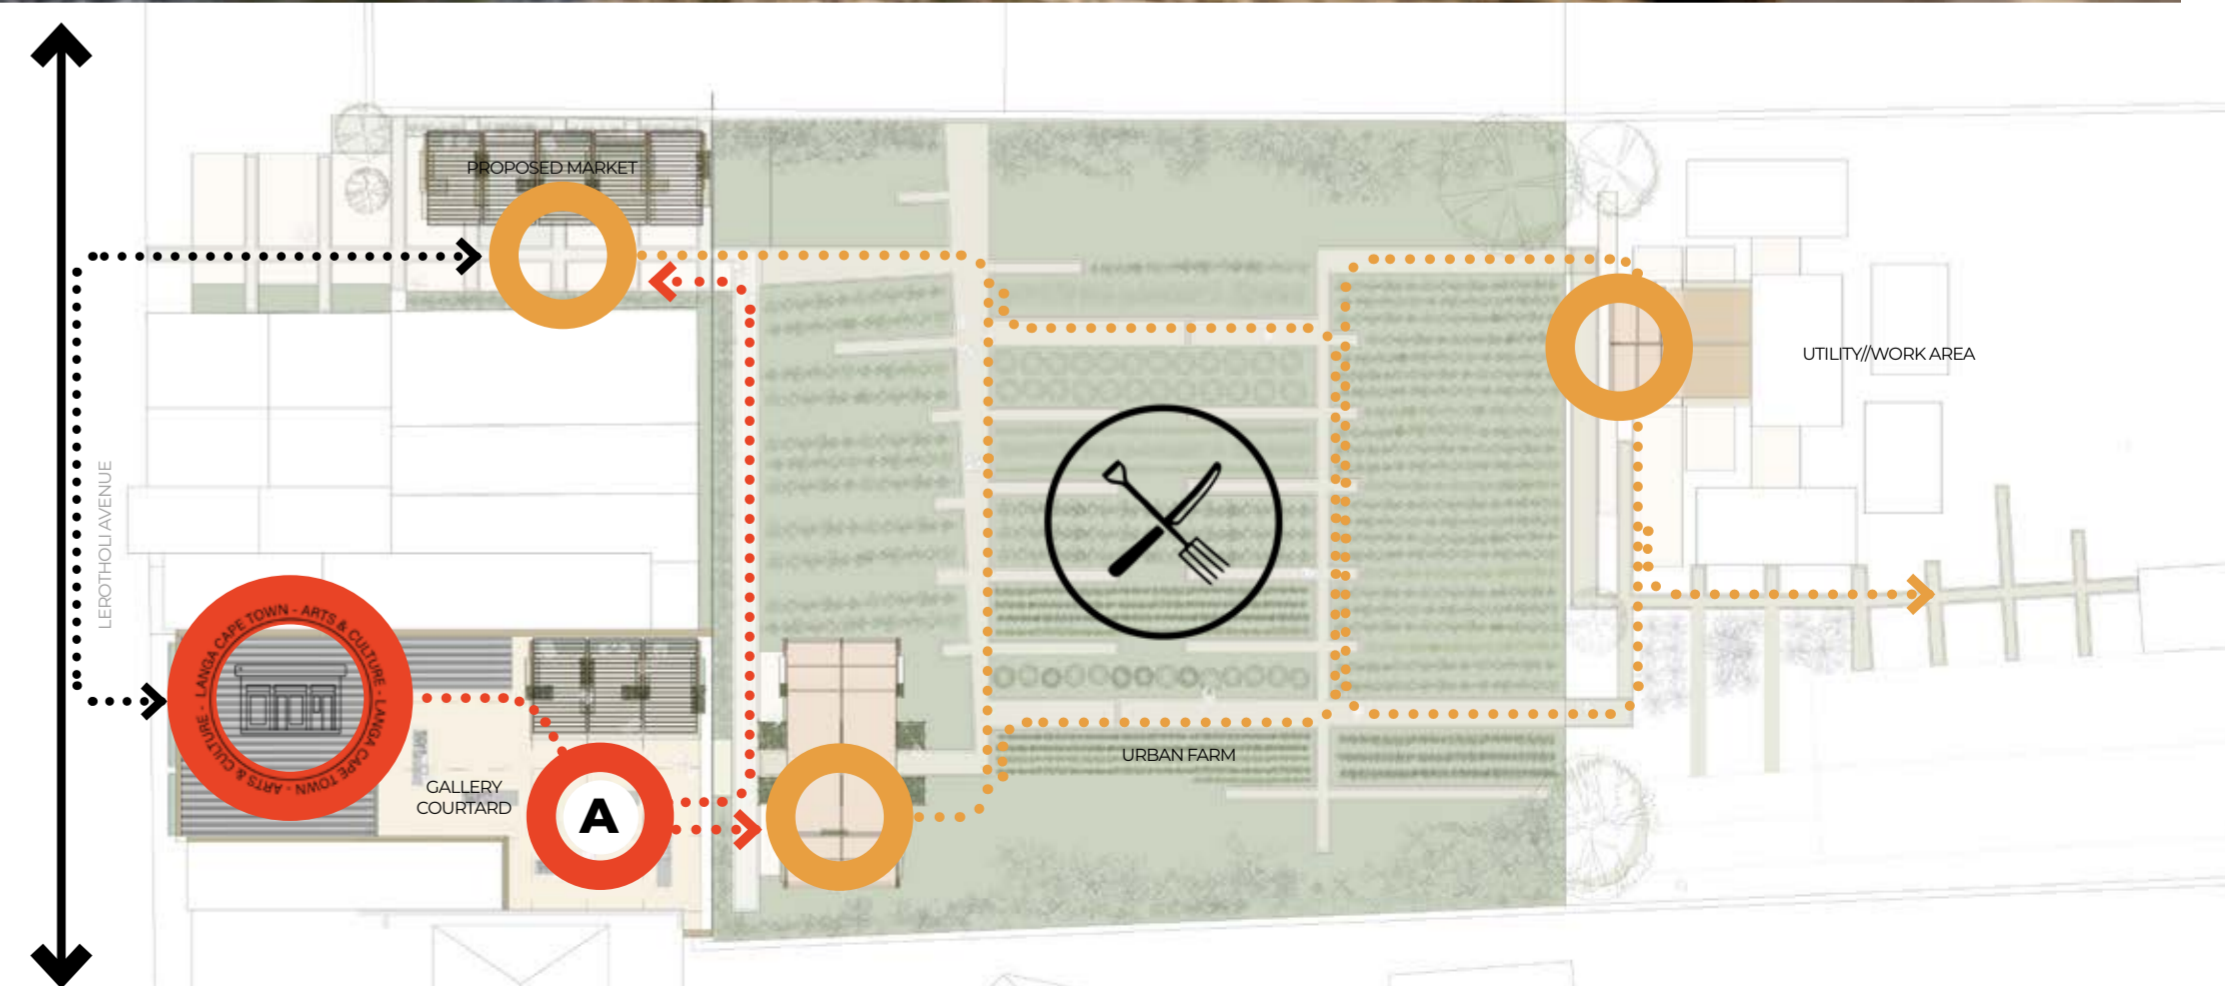 PROPOSED MARKET
UTILITY//WORK AREA
LEROTHOLI AVENUE
LANGA CAPE TOWN - ARTS & CULTURE - LANGA CAPE TOWN - ARTS & CULTURE -
GALLERY
COURTARD
A
URBAN FARM